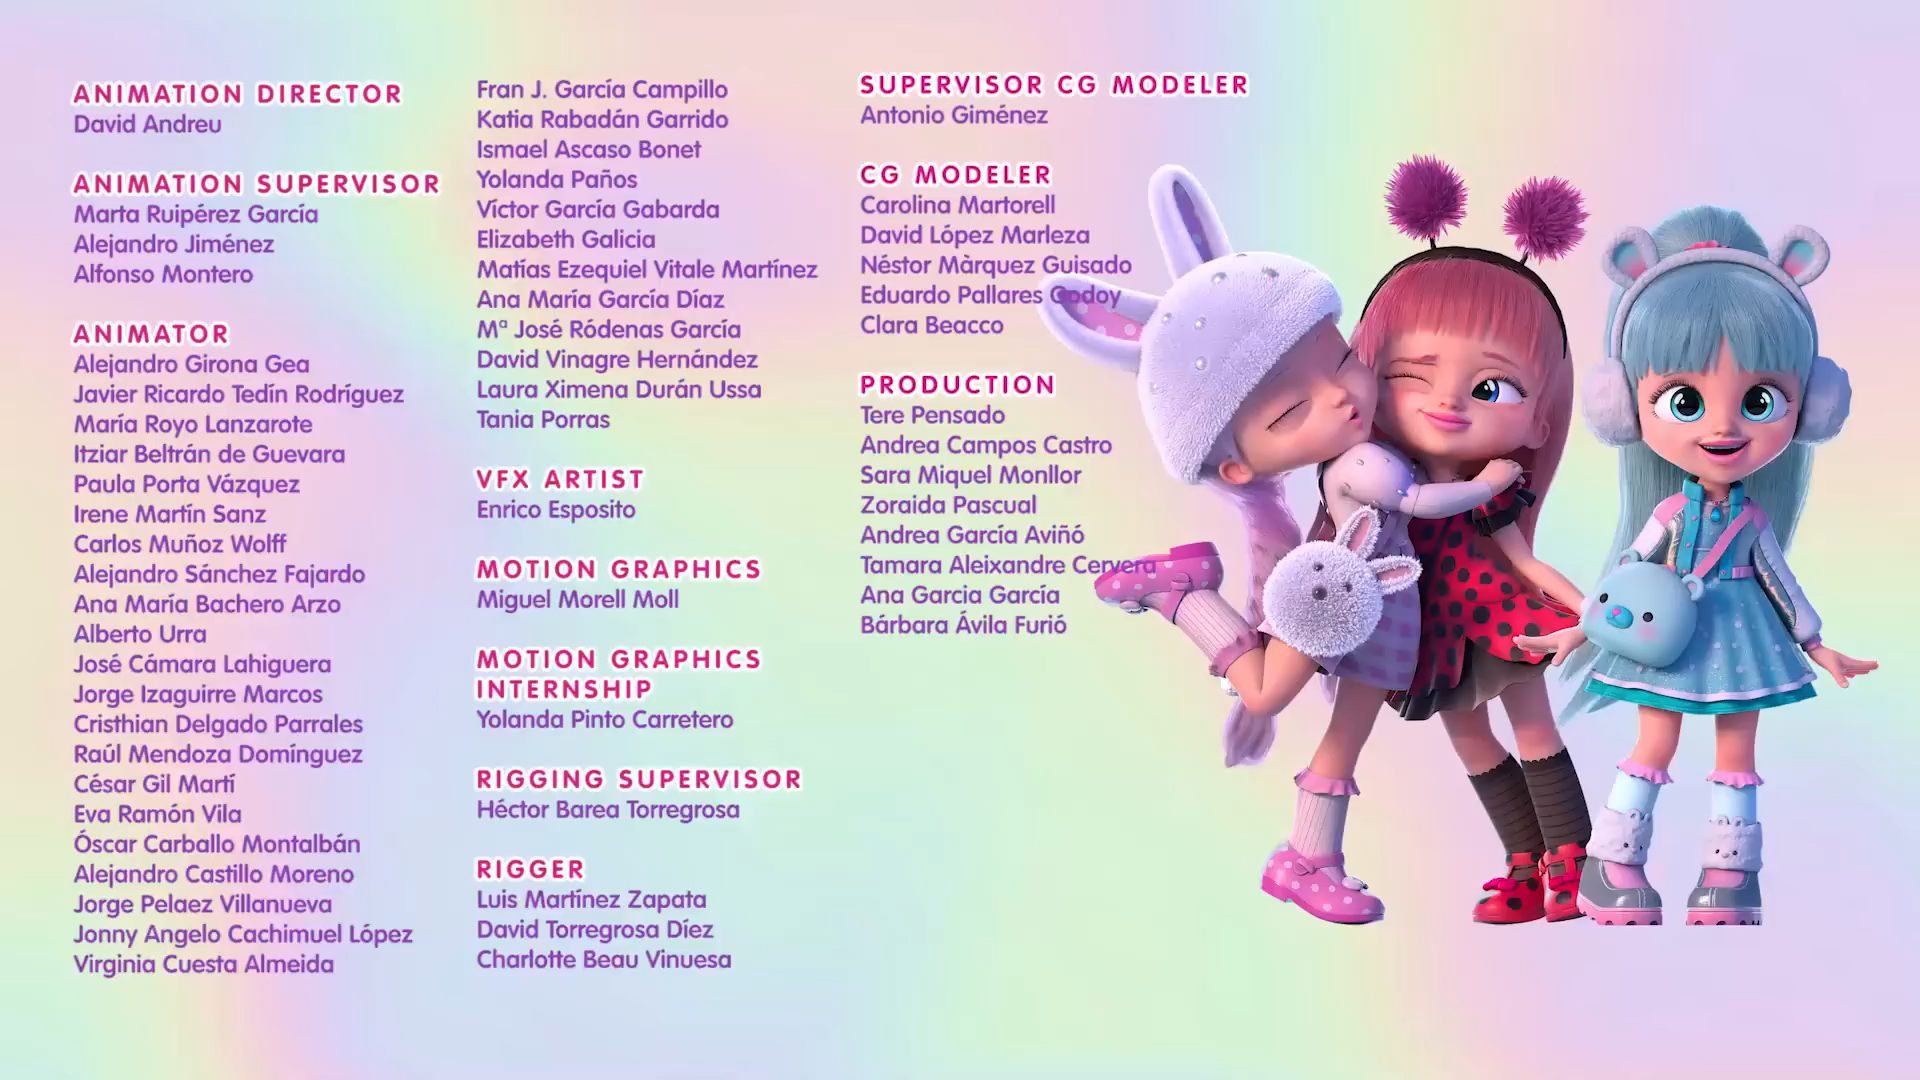 ANIMATION DIRECTOR
David Andreu
ANIMATION SUPERVISOR
Marta Ruipérez García
Alejandro Jiménez
Alfonso Montero
ANIMATOR
Alejandro Girona Gea
Javier Ricardo Tedín Rodríguez
María Royo Lanzarote
Itziar Beltrán de Guevara
Paula Porta Vázquez
Irene Martín Sanz
Carlos Muñoz Wolff
Alejandro Sánchez Fajardo
Ana María Bachero Arzo
Alberto Urra
José Cámara Lahiguera
Jorge Izaguirre Marcos
Cristhian Delgado Parrales
Raúl Mendoza Domínguez
César Gil Martí
Eva Ramón Vila
Óscar Carballo Montalbán
Alejandro Castillo Moreno
Jorge Pelaez Villanueva
Jonny Angelo Cachimuel López
Virginia Cuesta Almeida
Fran J. García Campillo
Katia Rabadán Garrido
Ismael Ascaso Bonet
Yolanda Paños
Víctor García Gabarda
Elizabeth Galicia
Matías Ezequiel Vitale Martínez
Ana María García Díaz
Mª José Ródenas García
David Vinagre Hernández
Laura Ximena Durán Ussa
Tania Porras
VFX ARTIST
Enrico Esposito
MOTION GRAPHICS
Miguel Morell Moll
MOTION GRAPHICS
INTERNSHIP
Yolanda Pinto Carretero
RIGGING SUPERVISOR
Héctor Barea Torregrosa
RIGGER
Luis Martínez Zapata
David Torregrosa Díez
Charlotte Beau Vinuesa
SUPERVISOR CG MODELER
Antonio Giménez
CG MODELER
Carolina Martorell
David López Marleza
Néstor Màrquez Guisado
Eduardo Pallares Godoy
Clara Beacco
PRODUCTION
Tere Pensado
Andrea Campos Castro
Sara Miquel Monllor
Zoraida Pascual
Andrea García Aviñó
Tamara Aleixandre Cervera
Ana Garcia García
Bárbara Ávila Furió